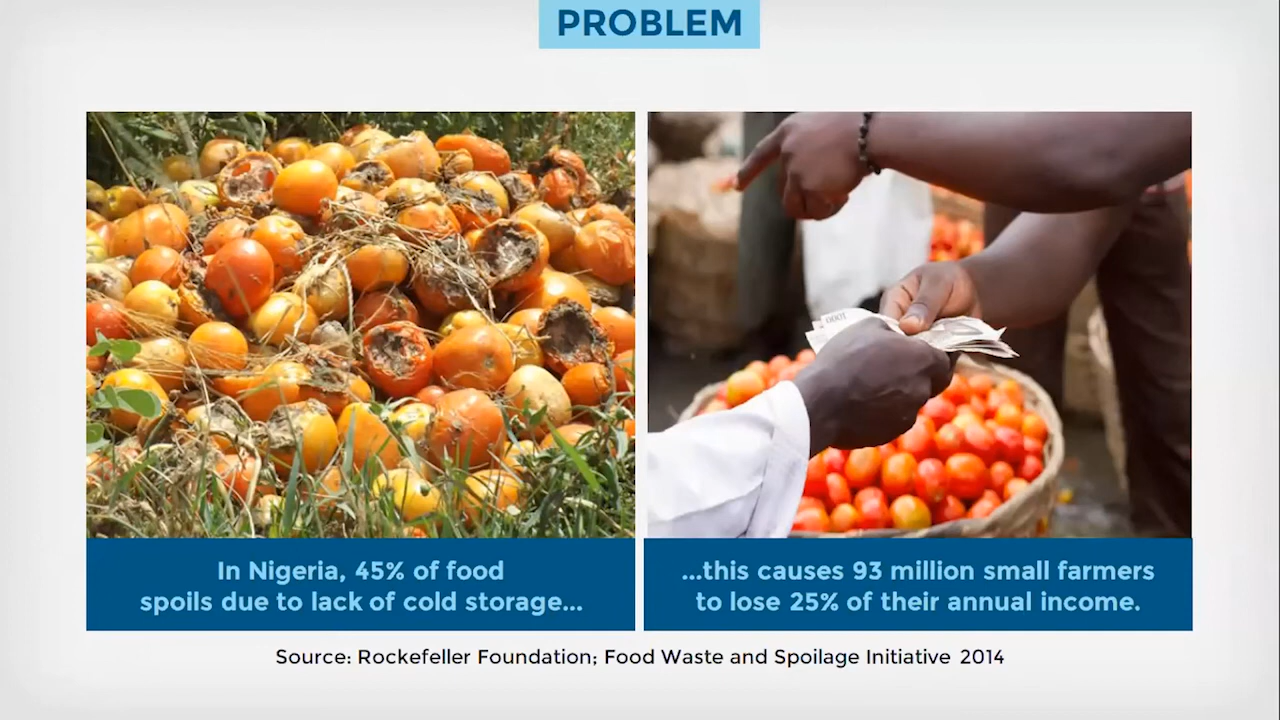 PROBLEM
In Nigeria, 45% of food
spoils due to lack of cold storage...
...this causes 93 million small farmers
to lose 25% of their annual income.
Source: Rockefeller Foundation; Food Waste and Spoilage Initiative 2014
1000